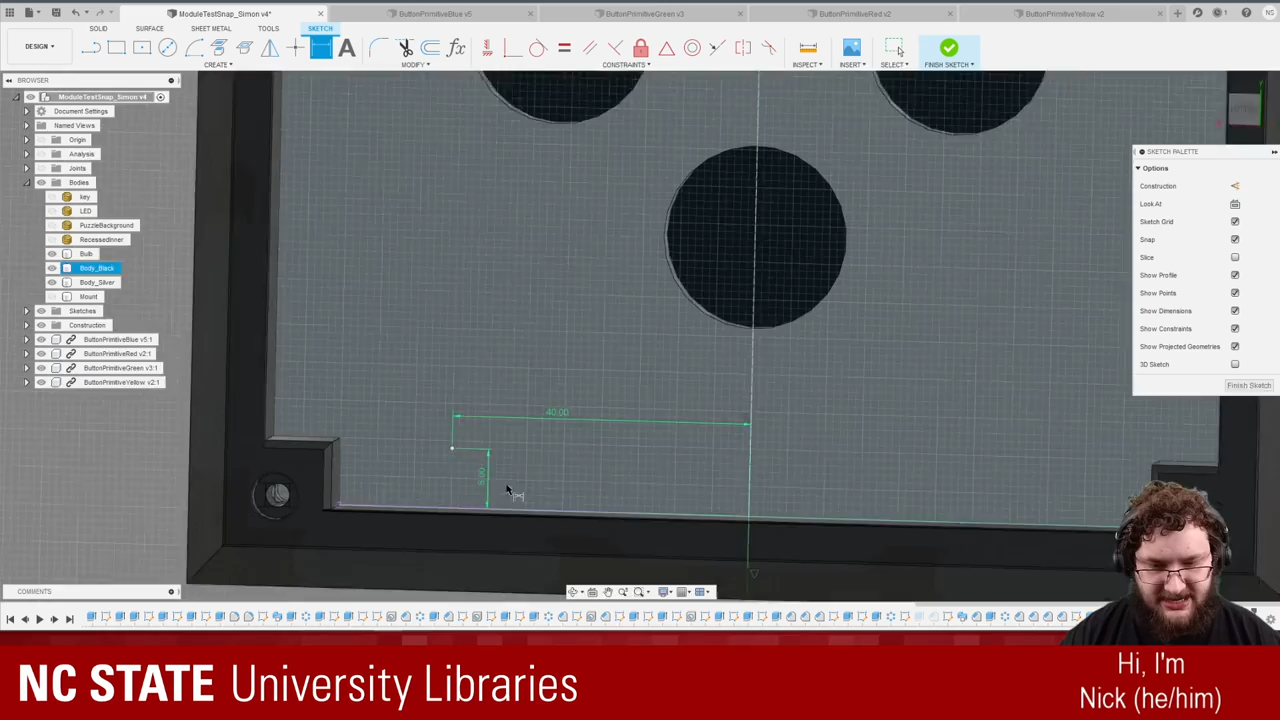 ModuleTestSnap_Simon v4*
ButtonPrimitiveBlue v5
ButtonPrimitiveGreen v3
ButtonPrimitiveRed v2
ButtonPrimitiveYellow v2
1
NS
DESIGN
SOLID
SURFACE
SHEET METAL
TOOLS
SKETCH
CREATE
MODIFY
CONSTRAINTS
INSPECT
INSERT
SELECT
FINISH SKETCH
BROWSER
ModuleTestSnap_Simon v4
Document Settings
Named Views
Origin
Analysis
Joints
Bodies
key
LED
PuzzleBackground
RecessedInner
Bulb
Body_Black
Body_Silver
Mount
Sketches
Construction
ButtonPrimitiveBlue v5:1
ButtonPrimitiveRed v2:1
ButtonPrimitiveGreen v3:1
ButtonPrimitiveYellow v2:1
40.00
SKETCH PALETTE
Options
Construction
Look At
Sketch Grid
Snap
Slice
Show Profile
Show Points
Show Dimensions
Show Constraints
Show Projected Geometries
3D Sketch
Finish Sketch
COMMENTS
NC STATE University Libraries
Hi, I'm
Nick (he/him)